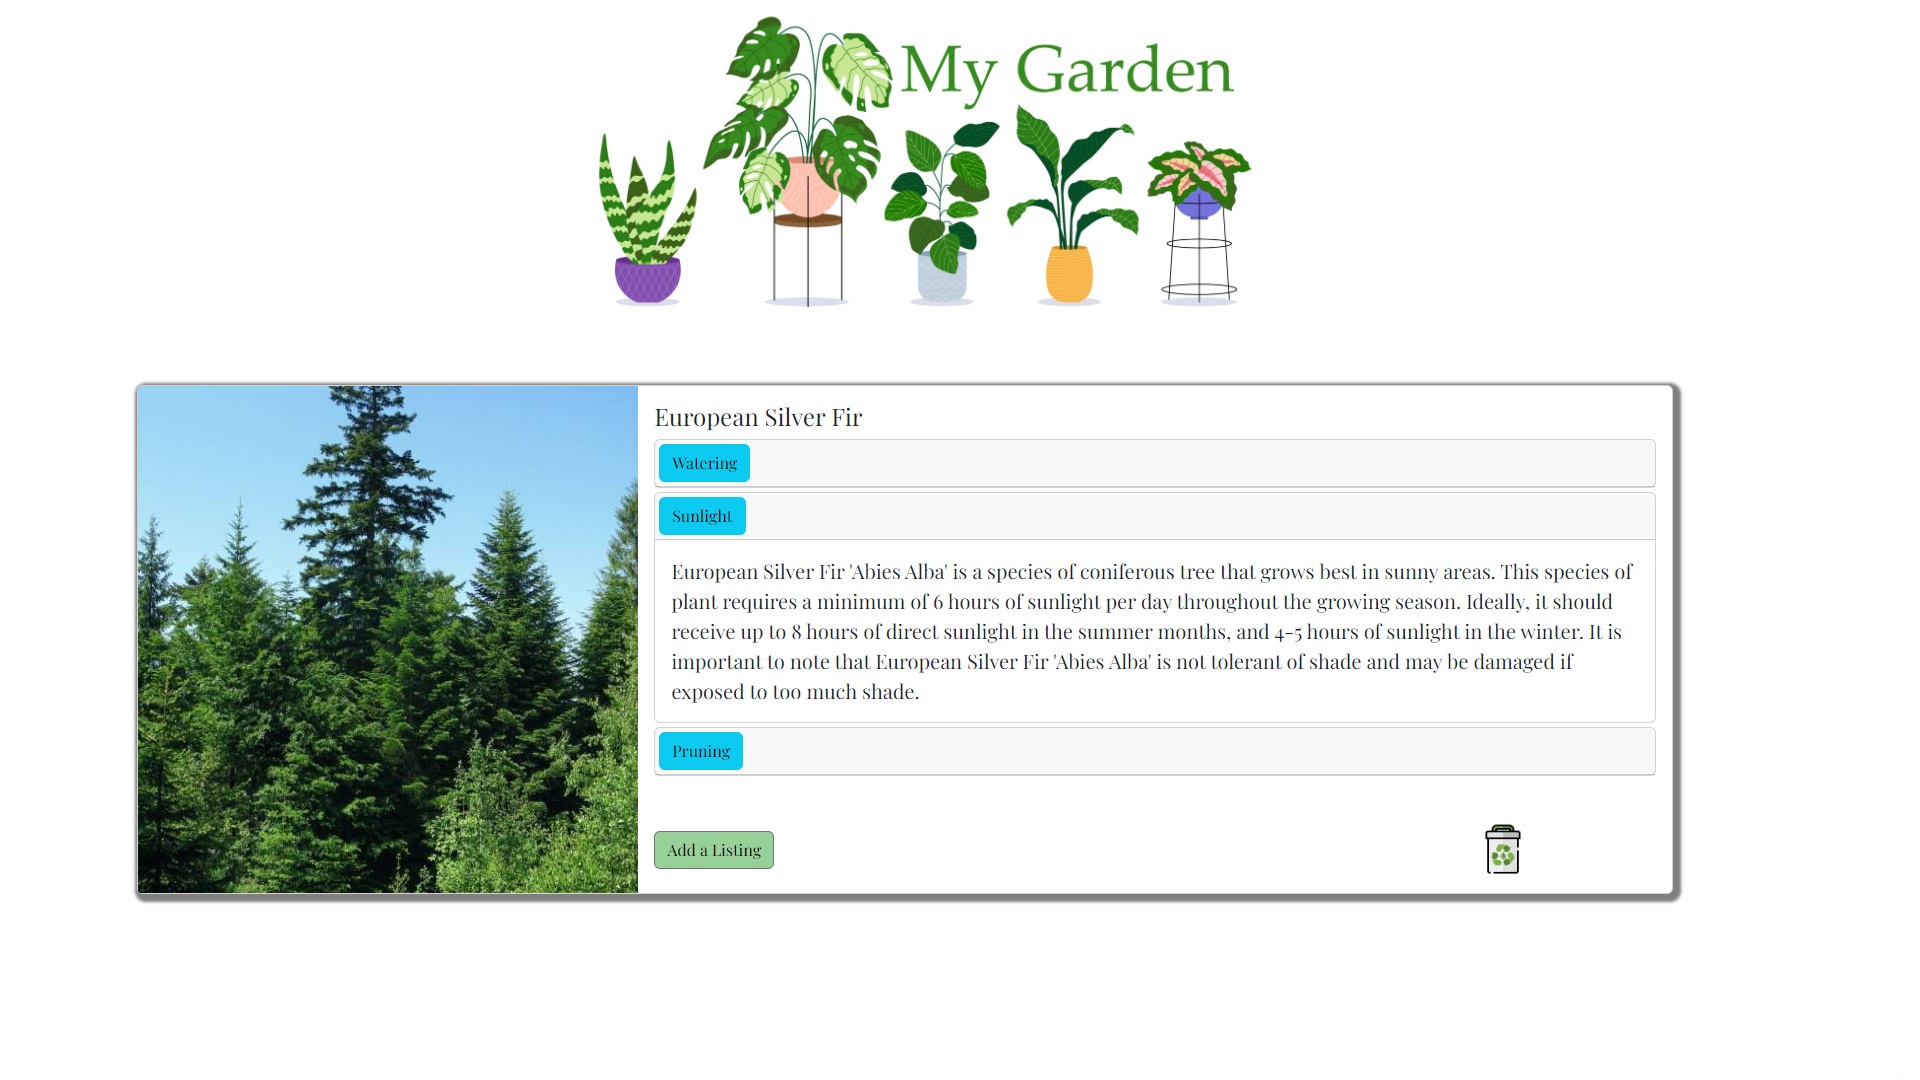 My Garden
European Silver Fir
Watering
Sunlight
European Silver Fir 'Abies Alba' is a species of coniferous tree that grows best in sunny areas. This species of
plant requires a minimum of 6 hours of sunlight per day throughout the growing season. Ideally, it should
receive up to 8 hours of direct sunlight in the summer months, and 4-5 hours of sunlight in the winter. It is
important to note that European Silver Fir 'Abies Alba' is not tolerant of shade and may be damaged if
exposed to too much shade.
Pruning
Add a Listing